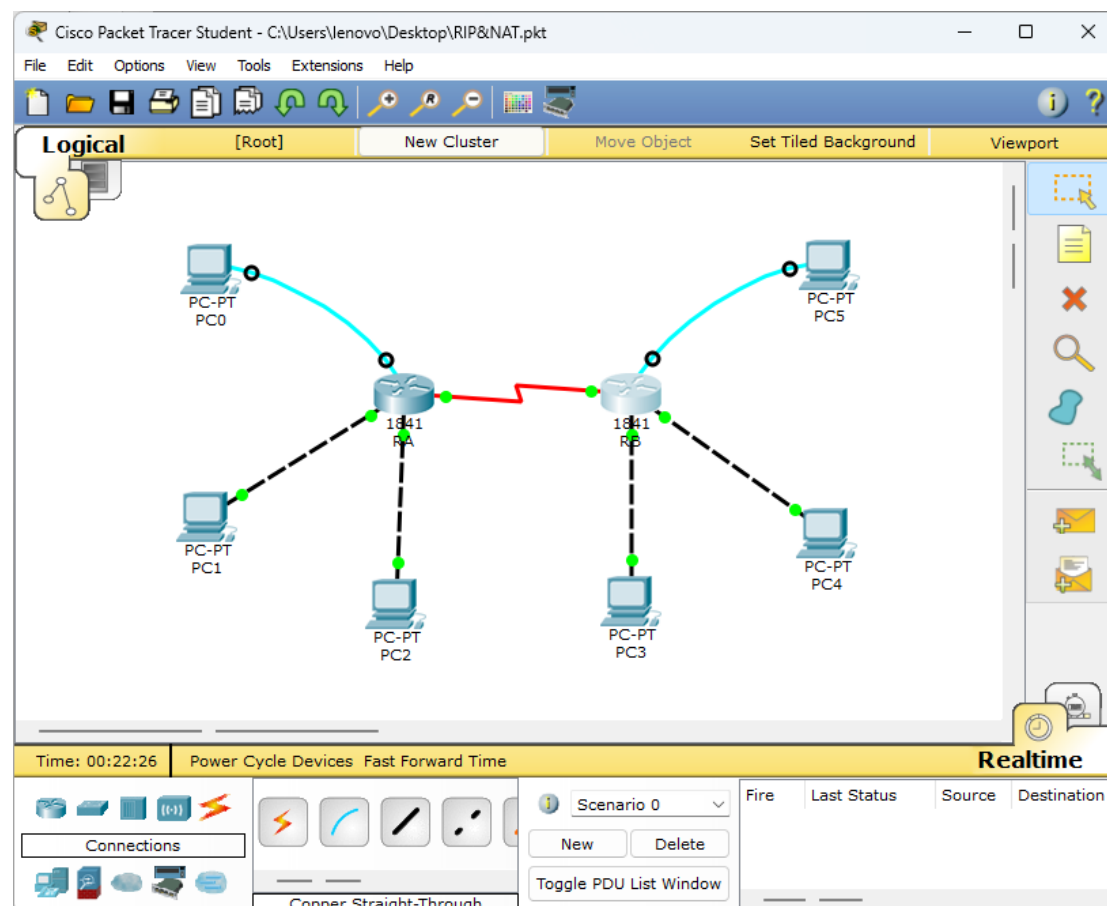 Cisco Packet Tracer Student - C:\Users\lenovo\Desktop\RIP&NAT.pkt
File Edit Options View Tools Extensions Help
Logical [Root] New Cluster Move Object Set Tiled Background Viewport
PC-PT
PC0
PC-PT
PC5
1841
RA
1841
RB
PC-PT
PC1
PC-PT
PC2
PC-PT
PC3
PC-PT
PC4
Time: 00:22:26 Power Cycle Devices Fast Forward Time Realtime
Connections
Copper Straight-Through
Scenario 0
New Delete
Toggle PDU List Window
Fire Last Status Source Destination